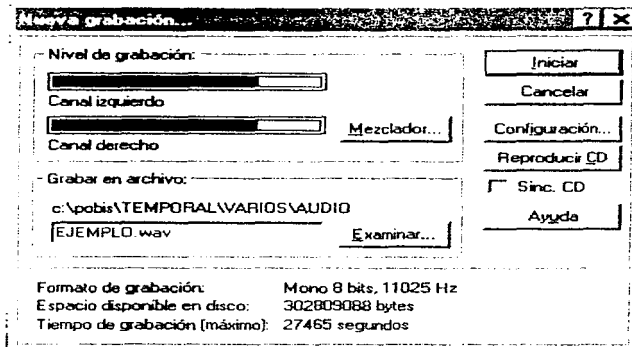 Nueva grabación...
Nivel de grabación:
Canal izquierdo
Canal derecho
Mezclador...
Grabar en archivo:
c:\pobis\TEMPORAL\VARIOS\AUDIO
EJEMPLO.wav
Examinar...
Iniciar
Cancelar
Configuración...
Reproducir CD
Sinc. CD
Ayuda
Formato de grabación: Mono 8 bits, 11025 Hz
Espacio disponible en disco: 302809088 bytes
Tiempo de grabación (máximo): 27465 segundos